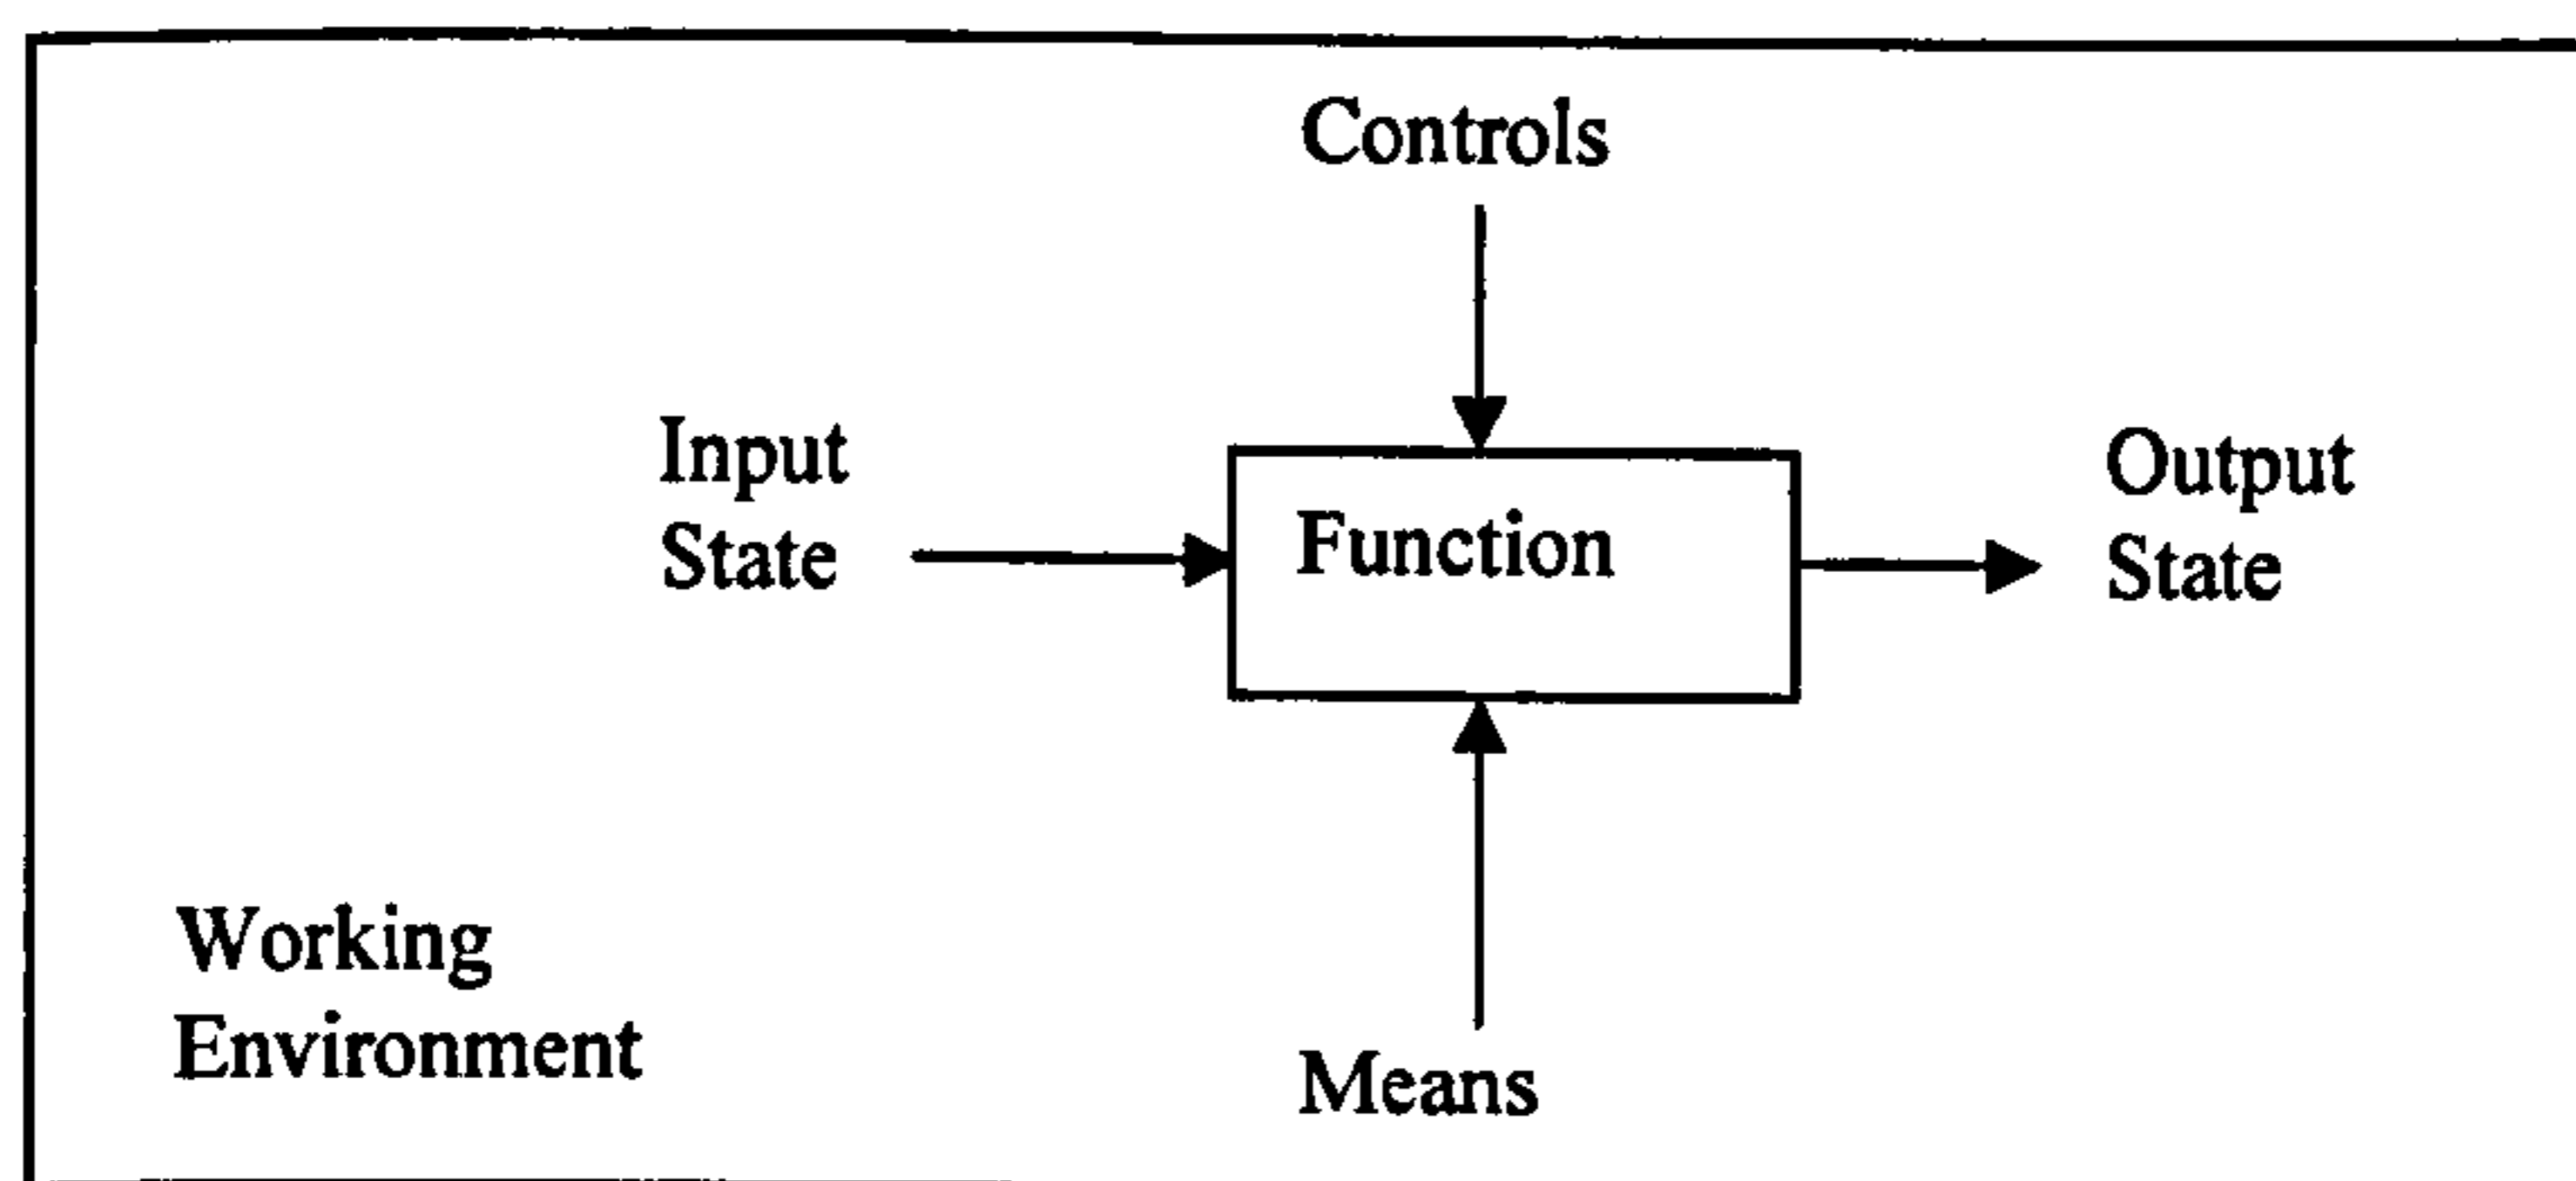 Controls
Input
State
Function
Output
State
Working
Environment
Means